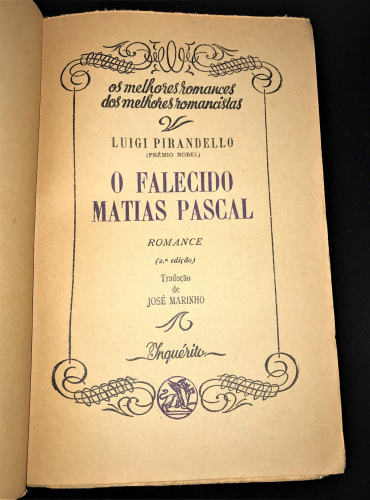 os melhores romances
dos melhores romancistas
LUIGI PIRANDELLO
(PRÉMIO NOBEL)
O FALECIDO
MATIAS PASCAL
ROMANCE
(2.ª edição)
Tradução
de
JOSÉ MARINHO
Inquérito